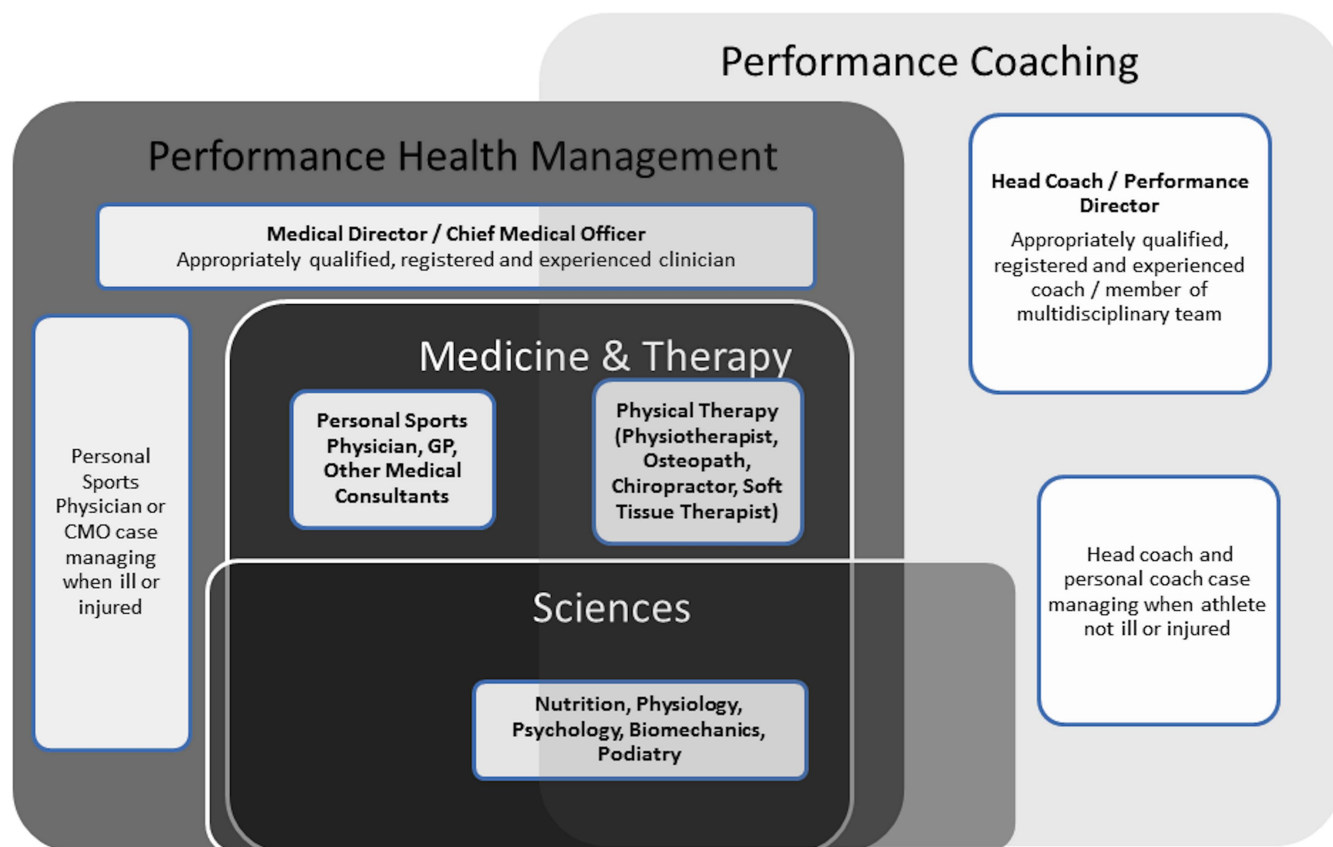 Performance Coaching
Performance Health Management
Medical Director / Chief Medical Officer
Appropriately qualified, registered and experienced clinician
Head Coach / Performance
Director
Appropriately qualified,
registered and experienced
coach / member of
multidisciplinary team
Medicine & Therapy
Personal Sports
Physician, GP,
Other Medical
Consultants
Physical Therapy
(Physiotherapist,
Osteopath,
Chiropractor, Soft
Tissue Therapist)
Personal
Sports
Physician or
CMO case
managing
when ill or
injured
Head coach and
personal coach case
managing when athlete
not ill or injured
Sciences
Nutrition, Physiology,
Psychology, Biomechanics,
Podiatry